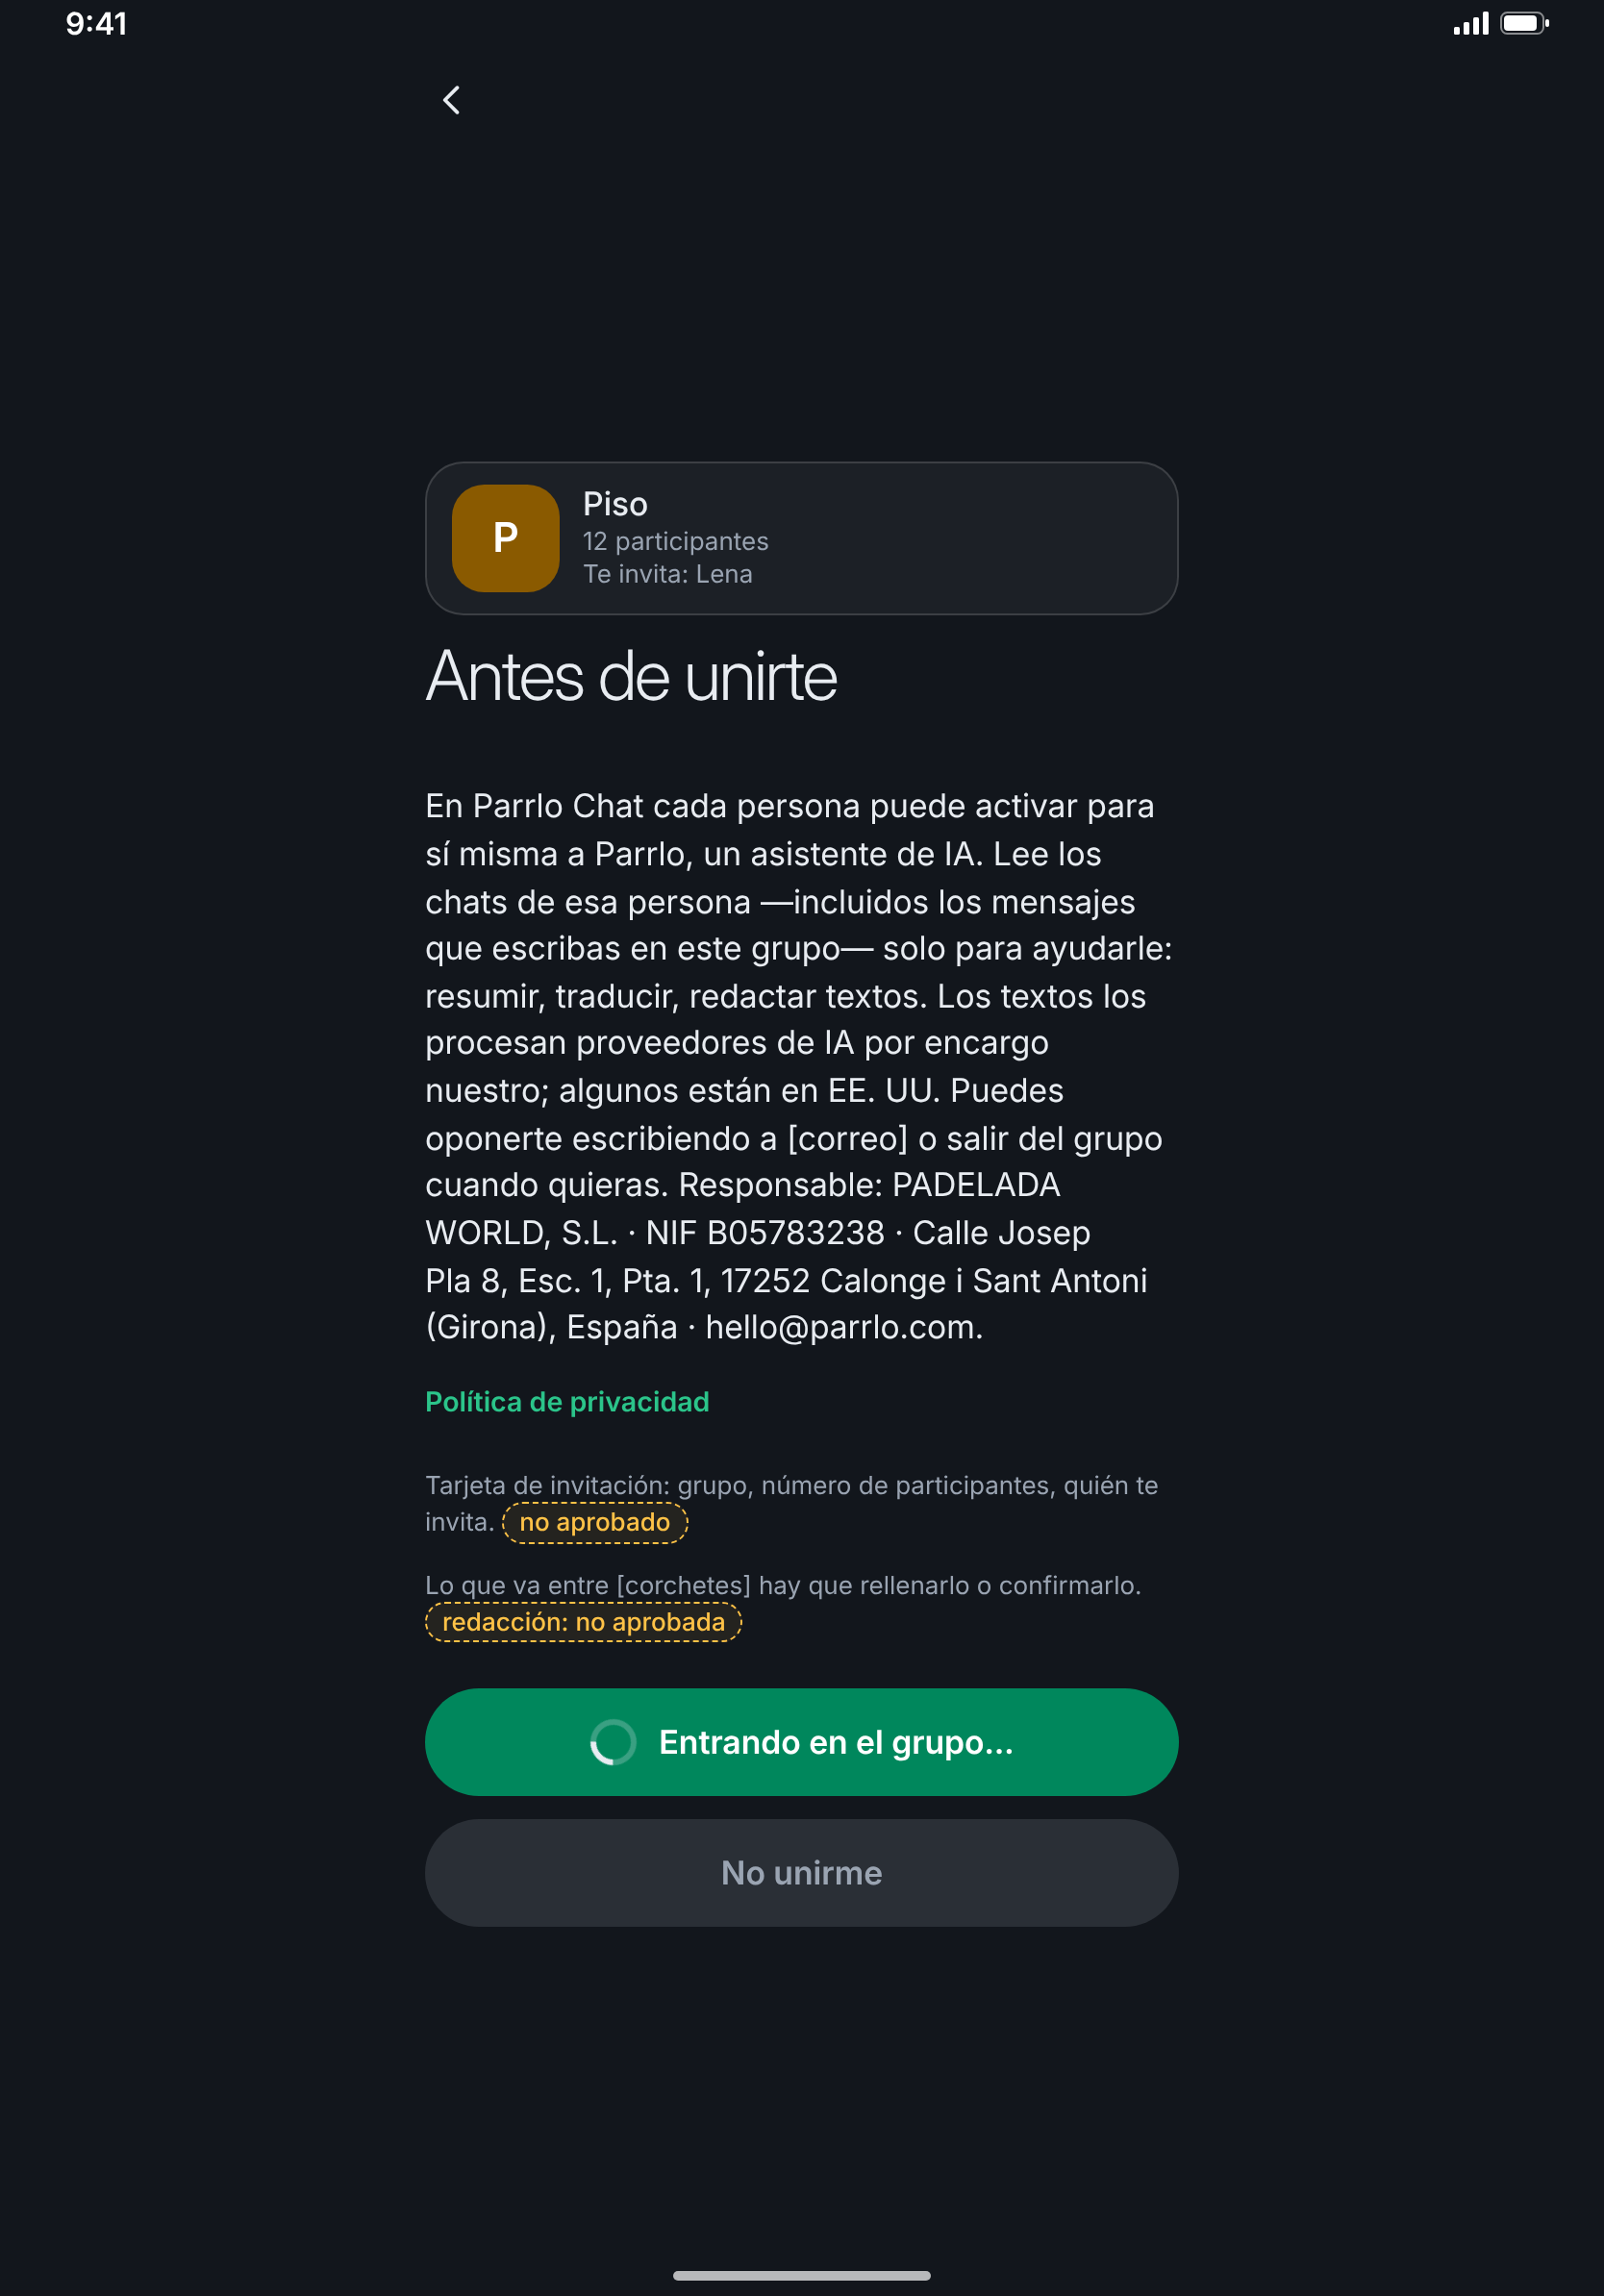 9:41
P
Piso
12 participantes
Te invita: Lena
Antes de unirte
En Parrlo Chat cada persona puede activar para
sí misma a Parrlo, un asistente de IA. Lee los
chats de esa persona —incluidos los mensajes
que escribas en este grupo— solo para ayudarle:
resumir, traducir, redactar textos. Los textos los
procesan proveedores de IA por encargo
nuestro; algunos están en EE. UU. Puedes
oponerte escribiendo a [correo] o salir del grupo
cuando quieras. Responsable: PADELADA
WORLD, S.L. · NIF B05783238 · Calle Josep
Pla 8, Esc. 1, Pta. 1, 17252 Calonge i Sant Antoni
(Girona), España · hello@parrlo.com.
Política de privacidad
Tarjeta de invitación: grupo, número de participantes, quién te
invita. no aprobado
Lo que va entre [corchetes] hay que rellenarlo o confirmarlo.
redacción: no aprobada
Entrando en el grupo...
No unirme